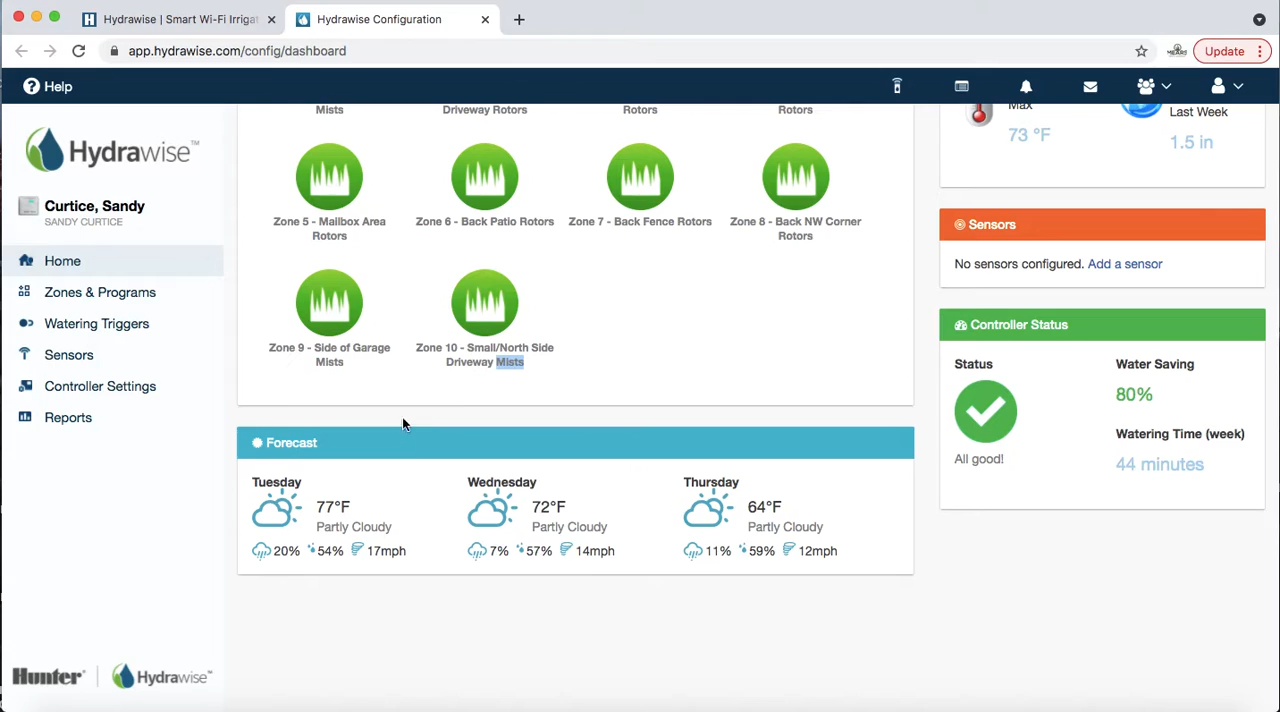 Hydrawise | Smart Wi-Fi Irrigat
Hydrawise Configuration
app.hydrawise.com/config/dashboard
Update
Help
Hydrawise™
Curtice, Sandy
SANDY CURTICE
Home
Zones & Programs
Watering Triggers
Sensors
Controller Settings
Reports
Hunter®
Hydrawise™
Mists
Driveway Rotors
Rotors
Rotors
Zone 5 - Mailbox Area
Rotors
Zone 6 - Back Patio Rotors
Zone 7 - Back Fence Rotors
Zone 8 - Back NW Corner
Rotors
Zone 9 - Side of Garage
Mists
Zone 10 - Small/North Side
Driveway Mists
Forecast
Tuesday
77°F
Partly Cloudy
20% 54% 17mph
Wednesday
72°F
Partly Cloudy
7% 57% 14mph
Thursday
64°F
Partly Cloudy
11% 59% 12mph
Max
73 °F
Last Week
1.5 in
Sensors
No sensors configured. Add a sensor
Controller Status
Status
All good!
Water Saving
80%
Watering Time (week)
44 minutes